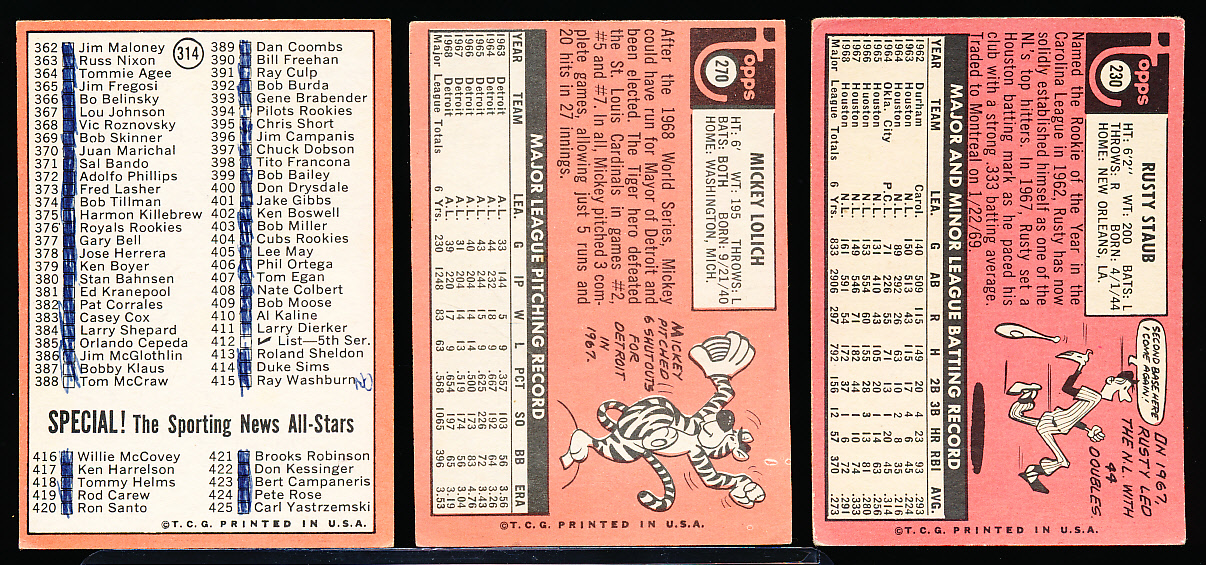 314
362 Jim Maloney
363 Russ Nixon
364 Tommie Agee
365 Jim Fregosi
366 Bo Belinsky
367 Lou Johnson
368 Vic Roznovsky
369 Bob Skinner
370 Juan Marichal
371 Sal Bando
372 Adolfo Phillips
373 Fred Lasher
374 Bob Tillman
375 Harmon Killebrew
376 Royals Rookies
377 Gary Bell
378 Jose Herrera
379 Ken Boyer
380 Stan Bahnsen
381 Ed Kranepool
382 Pat Corrales
383 Casey Cox
384 Larry Shepard
385 Orlando Cepeda
386 Jim McGlothlin
387 Bobby Klaus
388 Tom McCraw
389 Dan Coombs
390 Bill Freehan
391 Ray Culp
392 Bob Burda
393 Gene Brabender
394 Pilots Rookies
395 Chris Short
396 Jim Campanis
397 Chuck Dobson
398 Tito Francona
399 Bob Bailey
400 Don Drysdale
401 Jake Gibbs
402 Ken Boswell
403 Bob Miller
404 Cubs Rookies
405 Lee May
406 Phil Ortega
407 Tom Egan
408 Nate Colbert
409 Bob Moose
410 Al Kaline
411 Larry Dierker
412 ✓ List—5th Ser.
413 Roland Sheldon
414 Duke Sims
415 Ray Washburn
SPECIAL! The Sporting News All-Stars
416 Willie McCovey
417 Ken Harrelson
418 Tommy Helms
419 Rod Carew
420 Ron Santo
421 Brooks Robinson
422 Don Kessinger
423 Bert Campaneris
424 Pete Rose
425 Carl Yastrzemski
©T.C.G. PRINTED IN U.S.A.
Topps
270
MICKEY LOLICH
HT: 6' WT: 195 THROWS: L
BATS: BOTH BORN: 9/21/40
HOME: WASHINGTON, MICH.
After the 1968 World Series, Mickey
could have run for Mayor of Detroit and
been elected. The Tiger hero defeated
the St. Louis Cardinals in games #2,
#5 and #7. In all, Mickey pitched 3 com-
plete games, allowing just 5 runs and
20 hits in 27 innings.
MICKEY
PITCHED
6 SHUTOUTS
FOR
DETROIT
IN
1967.
MAJOR LEAGUE PITCHING RECORD
YEAR TEAM LEA. G IP W L PCT SO BB ERA
1963 Detroit A.L. 33 144 5 9 .357 103 56 3.56
1964 Detroit A.L. 44 232 18 9 .667 192 64 3.26
1965 Detroit A.L. 43 244 15 9 .625 226 72 3.76
1966 Detroit A.L. 40 204 14 14 .500 173 83 4.76
1967 Detroit A.L. 31 204 14 13 .519 174 56 3.04
1968 Detroit A.L. 39 220 17 9 .654 197 65 3.19
Major League Totals 6 Yrs. 230 1248 83 63 .568 1065 396 3.53
©T.C.G. PRINTED IN U.S.A.
Topps
230
RUSTY STAUB
HT: 6'2" WT: 200 BATS: L
THROWS: R BORN: 4/1/44
HOME: NEW ORLEANS, LA.
Named the Rookie of the Year in the
Carolina League in 1962, Rusty has now
solidly established himself as one of the
NL's top hitters. In 1967, Rusty set a
Houston batting mark as he paced his
club with a strong .333 batting average.
Traded to Montreal on 1/22/69.
SECOND BASE HERE
I COME AGAIN!
IN 1967,
RUSTY LED
THE N.L. WITH
44
DOUBLES
MAJOR AND MINOR LEAGUE BATTING RECORD
YEAR TEAM LEA. G AB R H 2B 3B HR RBI AVG.
1962 Durham Carol. 140 509 115 149 20 4 23 93 .293
1963 Houston N.L. 150 513 43 115 17 4 6 45 .224
1964 Houston N.L. 89 292 26 63 10 2 8 35 .216
1964 Okla. City P.C.L. 71 226 60 71 14 20 45 .314
1965 Houston N.L. 131 410 43 105 20 1 14 63 .256
1966 Houston N.L. 153 554 60 155 28 3 13 81 .280
1967 Houston N.L. 149 546 71 182 44 1 10 74 .333
1968 Houston N.L. 161 591 54 172 37 1 6 72 .291
Major League Totals 6 Yrs. 833 2906 297 792 156 12 57 370 .273
©T.C.G. PRINTED IN U.S.A.